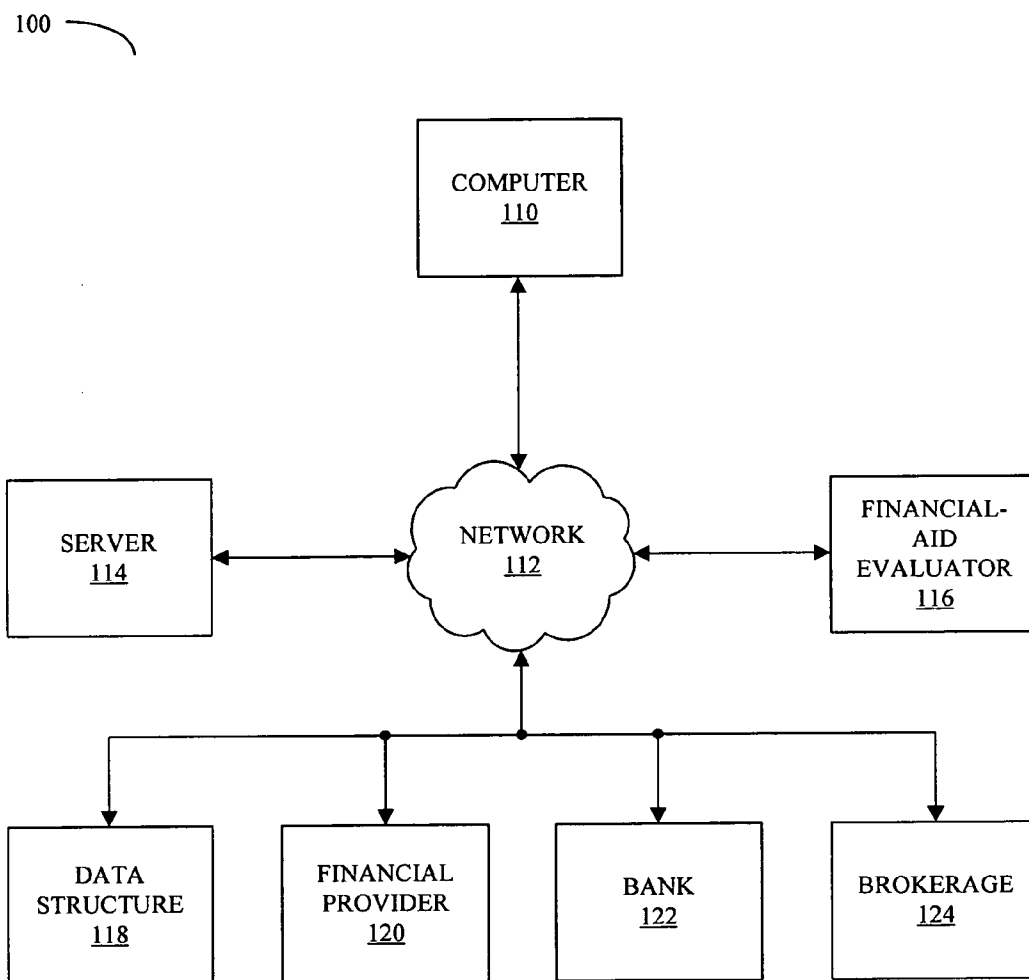 100
COMPUTER
110
NETWORK
112
SERVER
114
FINANCIAL-
AID
EVALUATOR
116
DATA
STRUCTURE
118
FINANCIAL
PROVIDER
120
BANK
122
BROKERAGE
124